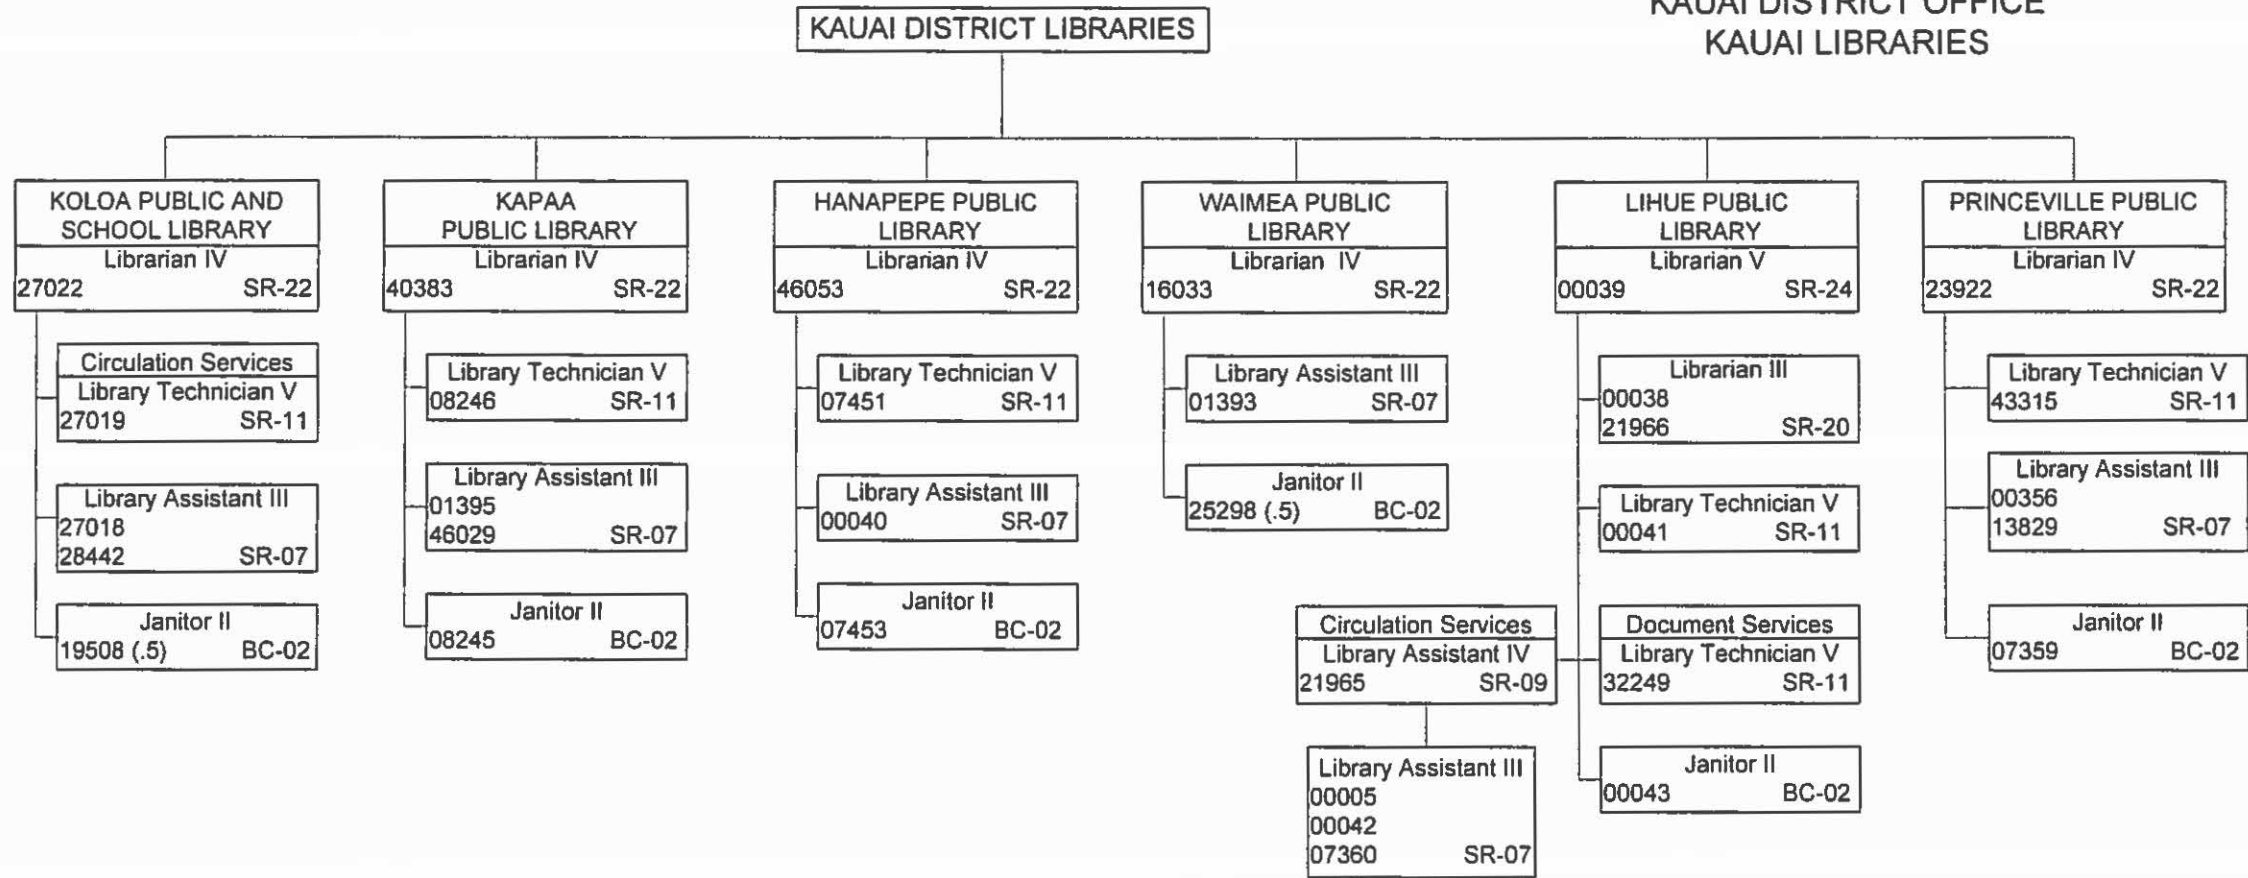 KAUAI DISTRICT OFFICE
KAUAI LIBRARIES
KAUAI DISTRICT LIBRARIES
KOLOA PUBLIC AND
SCHOOL LIBRARY
Librarian IV
27022 SR-22
Circulation Services
Library Technician V
27019 SR-11
Library Assistant III
27018
28442 SR-07
Janitor II
19508 (.5) BC-02
KAPAA
PUBLIC LIBRARY
Librarian IV
40383 SR-22
Library Technician V
08246 SR-11
Library Assistant III
01395
46029 SR-07
Janitor II
08245 BC-02
HANAPEPE PUBLIC
LIBRARY
Librarian IV
46053 SR-22
Library Technician V
07451 SR-11
Library Assistant III
00040 SR-07
Janitor II
07453 BC-02
WAIMEA PUBLIC
LIBRARY
Librarian IV
16033 SR-22
Library Assistant III
01393 SR-07
Janitor II
25298 (.5) BC-02
LIHUE PUBLIC
LIBRARY
Librarian V
00039 SR-24
Librarian III
00038
21966 SR-20
Library Technician V
00041 SR-11
Circulation Services
Library Assistant IV
21965 SR-09
Library Assistant III
00005
00042
07360 SR-07
Document Services
Library Technician V
32249 SR-11
Janitor II
00043 BC-02
PRINCEVILLE PUBLIC
LIBRARY
Librarian IV
23922 SR-22
Library Technician V
43315 SR-11
Library Assistant III
00356
13829 SR-07
Janitor II
07359 BC-02